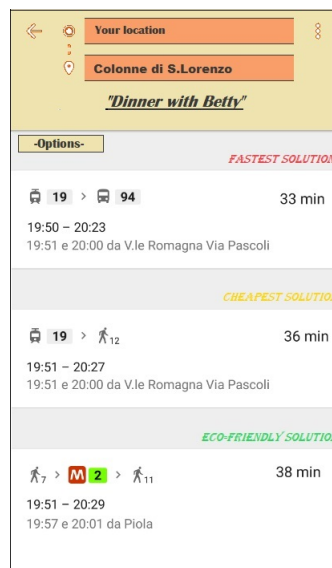 Your location
Colonne di S.Lorenzo
"Dinner with Betty"
-Options-
FASTEST SOLUTION
19 > 94 33 min
19:50 – 20:23
19:51 e 20:00 da V.le Romagna Via Pascoli
CHEAPEST SOLUTIO
19 > 12 36 min
19:51 – 20:27
19:51 e 20:00 da V.le Romagna Via Pascoli
ECO-FRIENDLY SOLUTIO
7 > M 2 > 11 38 min
19:51 – 20:29
19:57 e 20:01 da Piola